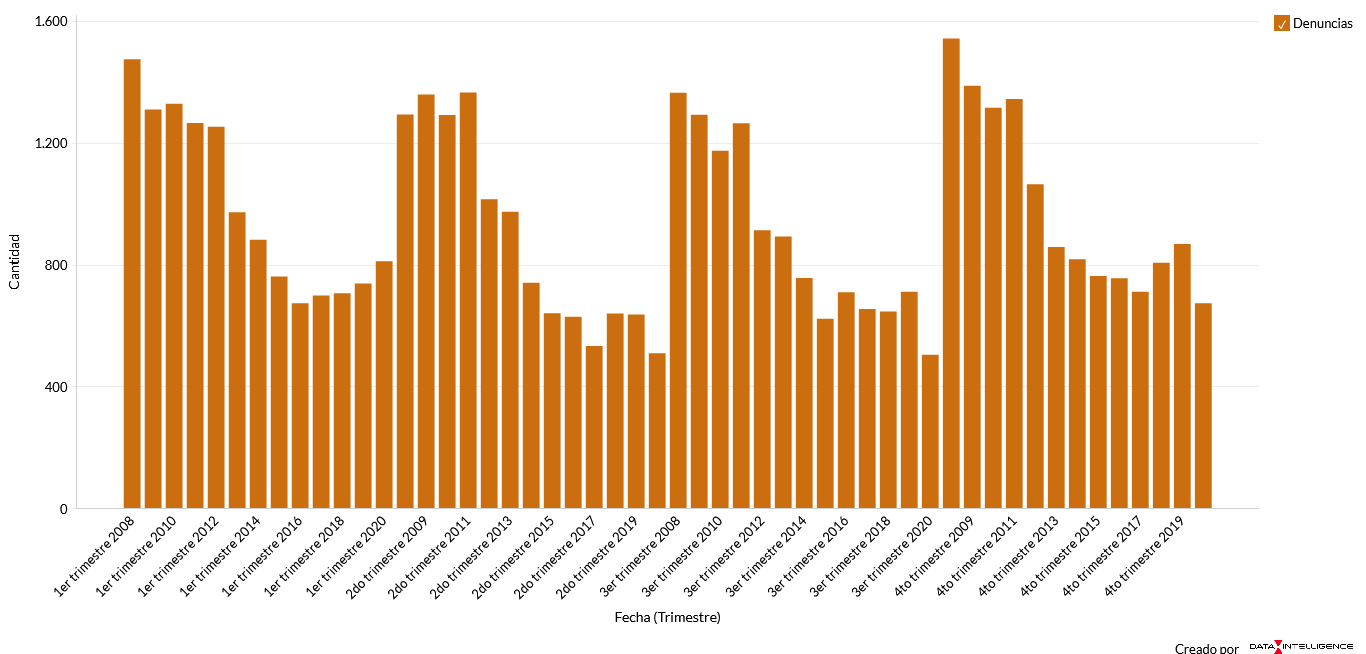 Denuncias
1.600
1.200
800
400
0
Cantidad
1er trimestre 2008
1er trimestre 2010
1er trimestre 2012
1er trimestre 2014
1er trimestre 2016
1er trimestre 2018
1er trimestre 2020
2do trimestre 2009
2do trimestre 2011
2do trimestre 2013
2do trimestre 2015
2do trimestre 2017
2do trimestre 2019
3er trimestre 2008
3er trimestre 2010
3er trimestre 2012
3er trimestre 2014
3er trimestre 2016
3er trimestre 2018
3er trimestre 2020
4to trimestre 2009
4to trimestre 2011
4to trimestre 2013
4to trimestre 2015
4to trimestre 2017
4to trimestre 2019
Fecha (Trimestre)
Creado por DATA INTELLIGENCE